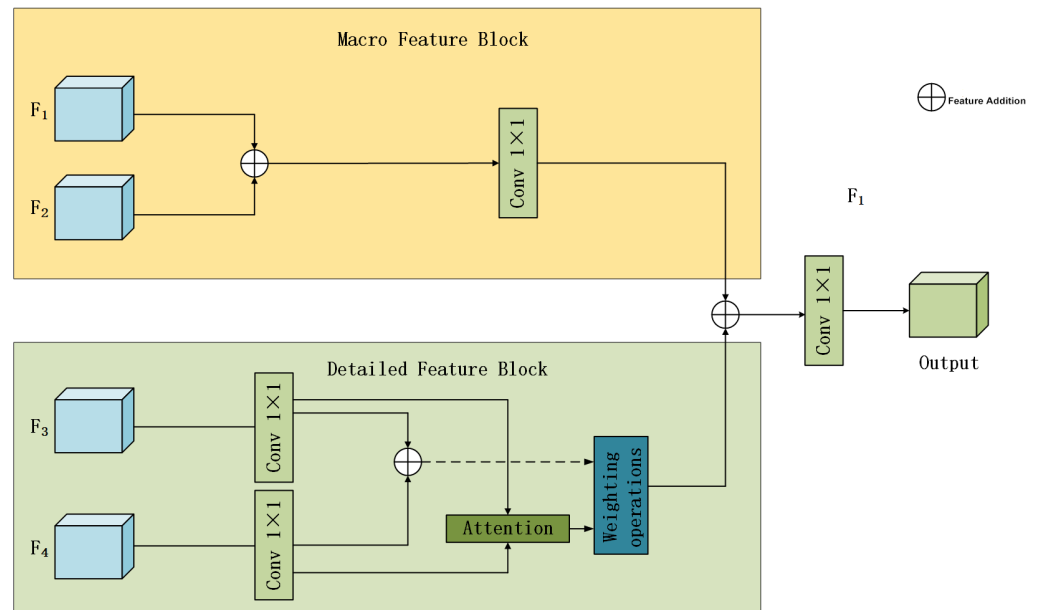 Macro Feature Block
F₁
Conv 1×1
F₂
Feature Addition
F₁
Conv 1×1
Output
Detailed Feature Block
F₃
Conv 1×1
F₄
Conv 1×1
Attention
Weighting
operations